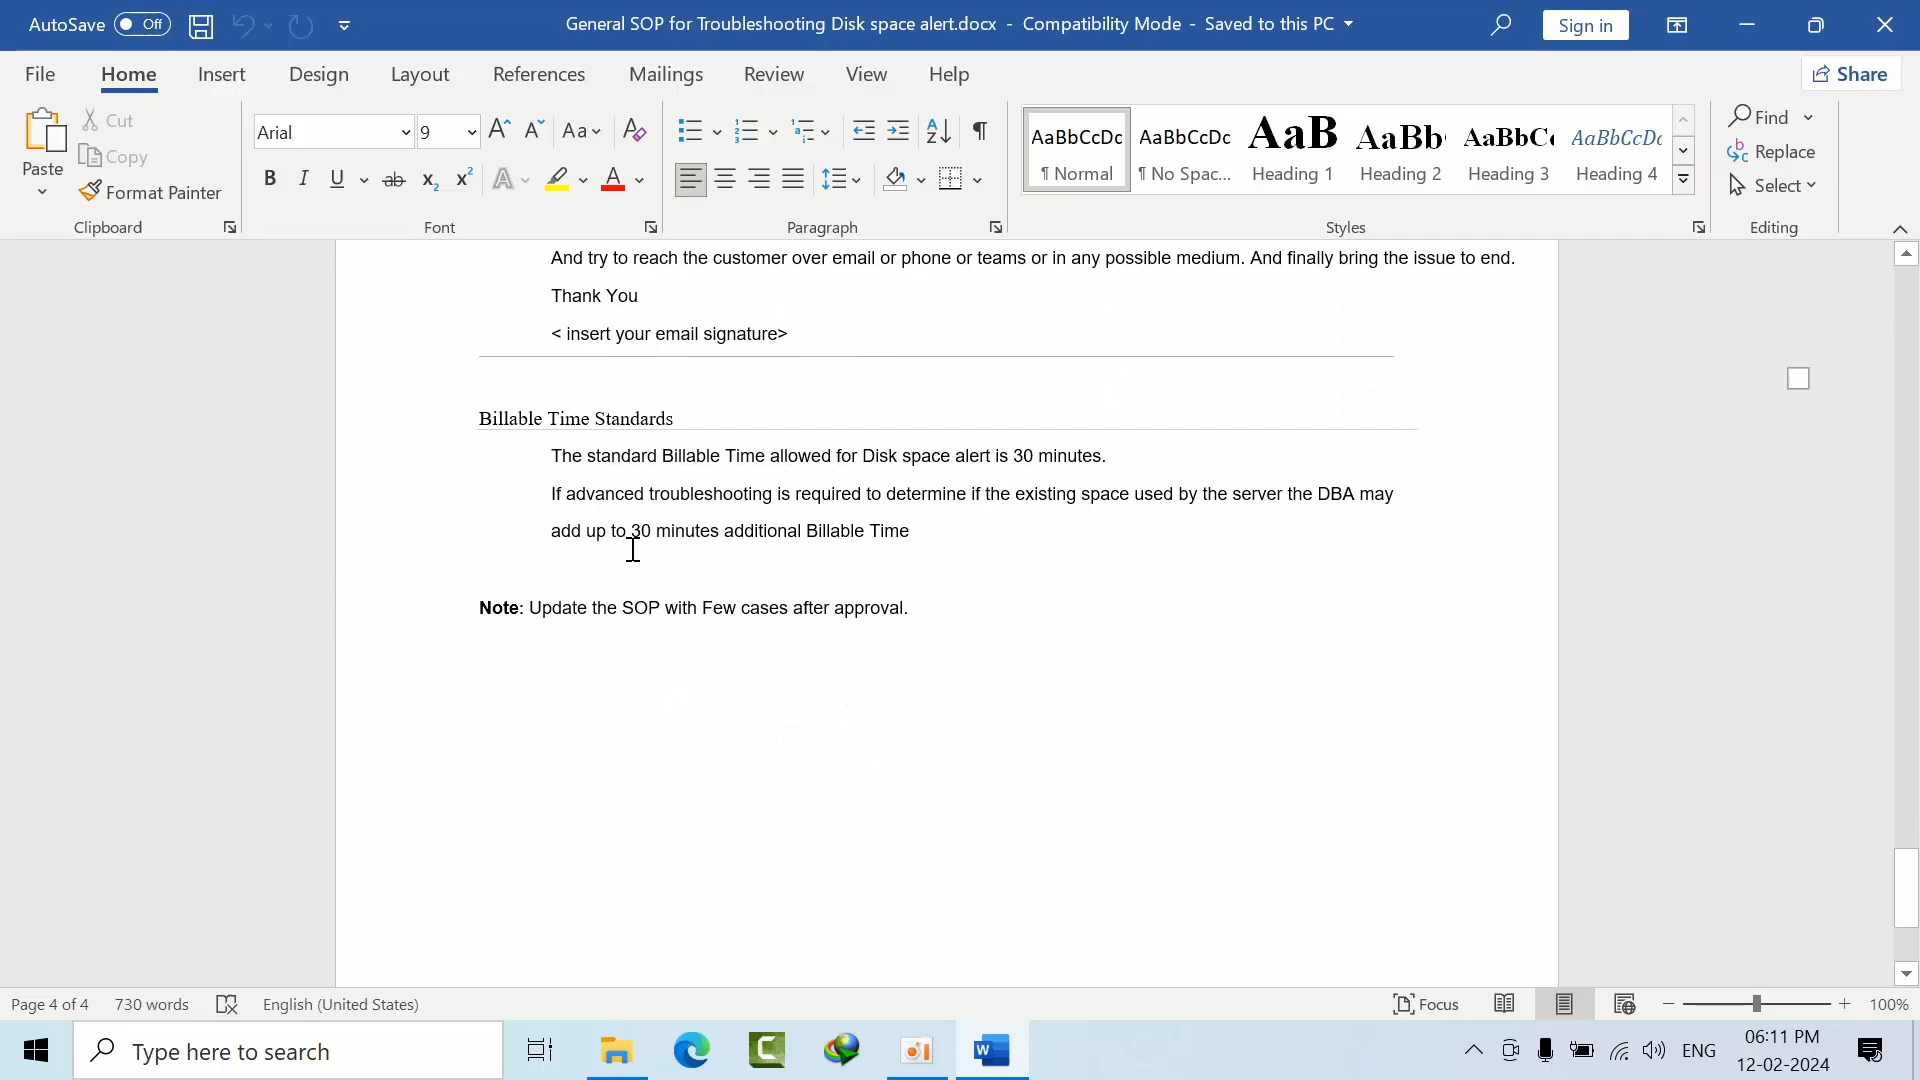 AutoSave Off General SOP for Troubleshooting Disk space alert.docx - Compatibility Mode - Saved to this PC Sign in
File Home Insert Design Layout References Mailings Review View Help Share
Paste Cut Copy Format Painter
Clipboard
Arial 9
Font
Paragraph
AaBbCcDc AaBbCcDc AaB AaBb AaBbC AaBbCcDc
¶ Normal ¶ No Spac... Heading 1 Heading 2 Heading 3 Heading 4
Styles
Find
Replace
Select
Editing
And try to reach the customer over email or phone or teams or in any possible medium. And finally bring the issue to end.
Thank You
< insert your email signature>
Billable Time Standards
The standard Billable Time allowed for Disk space alert is 30 minutes.
If advanced troubleshooting is required to determine if the existing space used by the server the DBA may
add up to 30 minutes additional Billable Time
Note: Update the SOP with Few cases after approval.
Page 4 of 4 730 words English (United States) Focus 100%
Type here to search ENG 06:11 PM
12-02-2024